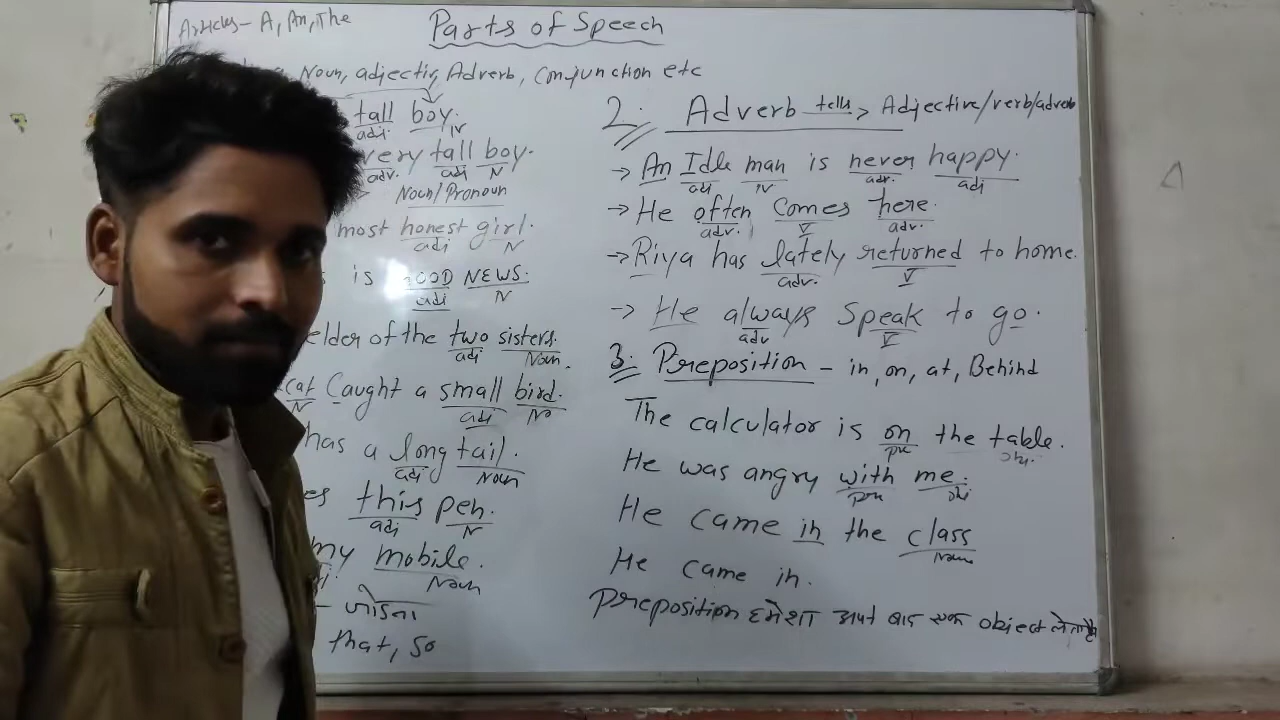 Articles - A, An, The
Parts of Speech
Noun, adjectiv, Adverb, Conjunction etc
tall boy.
adj. N
very tall boy.
adv. adj N
Noun/Pronoun
most honest girl.
adj N
is GOOD NEWS.
adj N
elder of the two sisters.
adj Noun.
cat Caught a small bird.
N adj N
has a long tail.
adj Noun
this pen.
adj N
my mobile.
Noun
- जोडना
that, So
2. Adverb tells > Adjective/verb/adverb
→ An Idle man is never happy.
adj N adv. adj
→ He often Comes here.
adv. V adv.
→ Riya has lately returned to home.
adv. V
→ He always Speak to go.
adv V
3. Preposition - in, on, at, Behind
The calculator is on the table.
pre obj.
He was angry with me.
pre obj
He came in the class
Noun
He came in.
Preposition हमेशा अपने बाद एक object लेता है